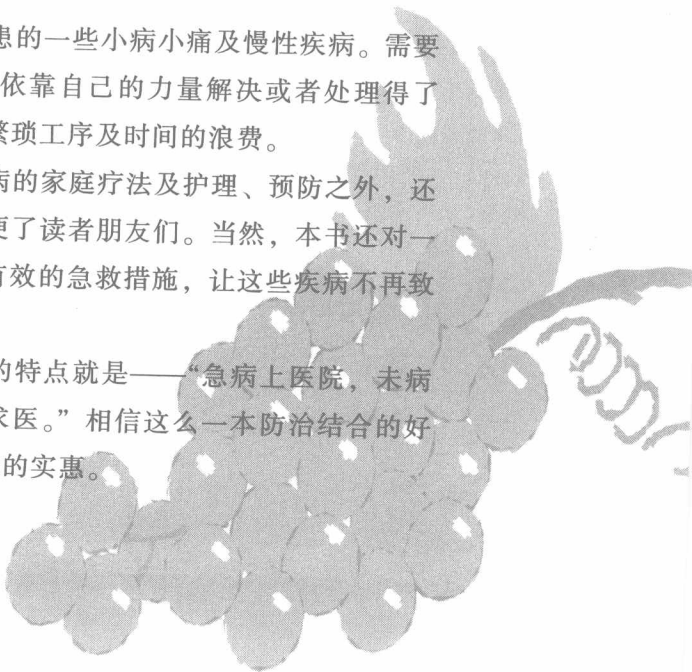 患的一些小病小痛及慢性疾病。需要
依靠自己的力量解决或者处理得了
繁琐工序及时间的浪费。
病的家庭疗法及护理、预防之外，还
更了读者朋友们。当然，本书还对一
有效的急救措施，让这些疾病不再致
的特点就是——“急病上医院，未病
求医。”相信这么一本防治结合的好
的实惠。